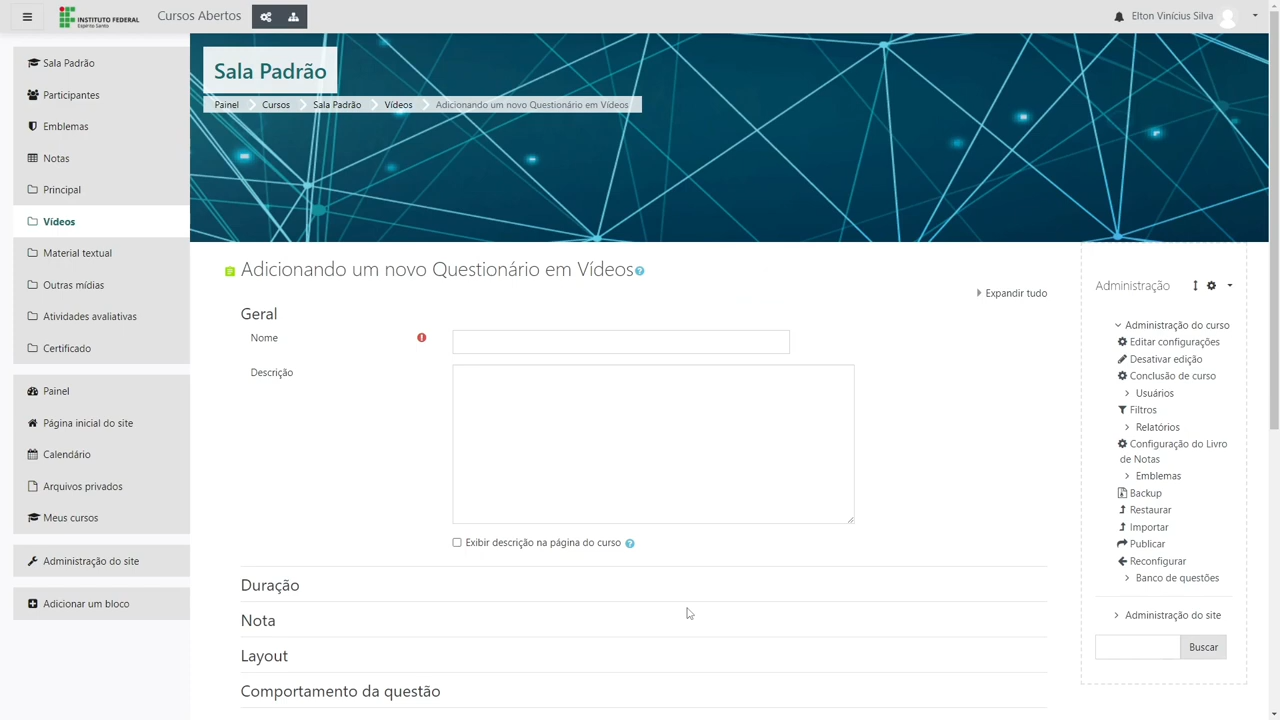 INSTITUTO FEDERAL
Espírito Santo
Cursos Abertos
Elton Vinícius Silva
Sala Padrão
Participantes
Emblemas
Notas
Principal
Vídeos
Material textual
Outras mídias
Atividades avaliativas
Certificado
Painel
Página inicial do site
Calendário
Arquivos privados
Meus cursos
Administração do site
Adicionar um bloco
Sala Padrão
Painel Cursos Sala Padrão Vídeos Adicionando um novo Questionário em Vídeos
Adicionando um novo Questionário em Vídeos
Expandir tudo
Geral
Nome
Descrição
Exibir descrição na página do curso
Duração
Nota
Layout
Comportamento da questão
Administração
Administração do curso
Editar configurações
Desativar edição
Conclusão de curso
Usuários
Filtros
Relatórios
Configuração do Livro
de Notas
Emblemas
Backup
Restaurar
Importar
Publicar
Reconfigurar
Banco de questões
Administração do site
Buscar